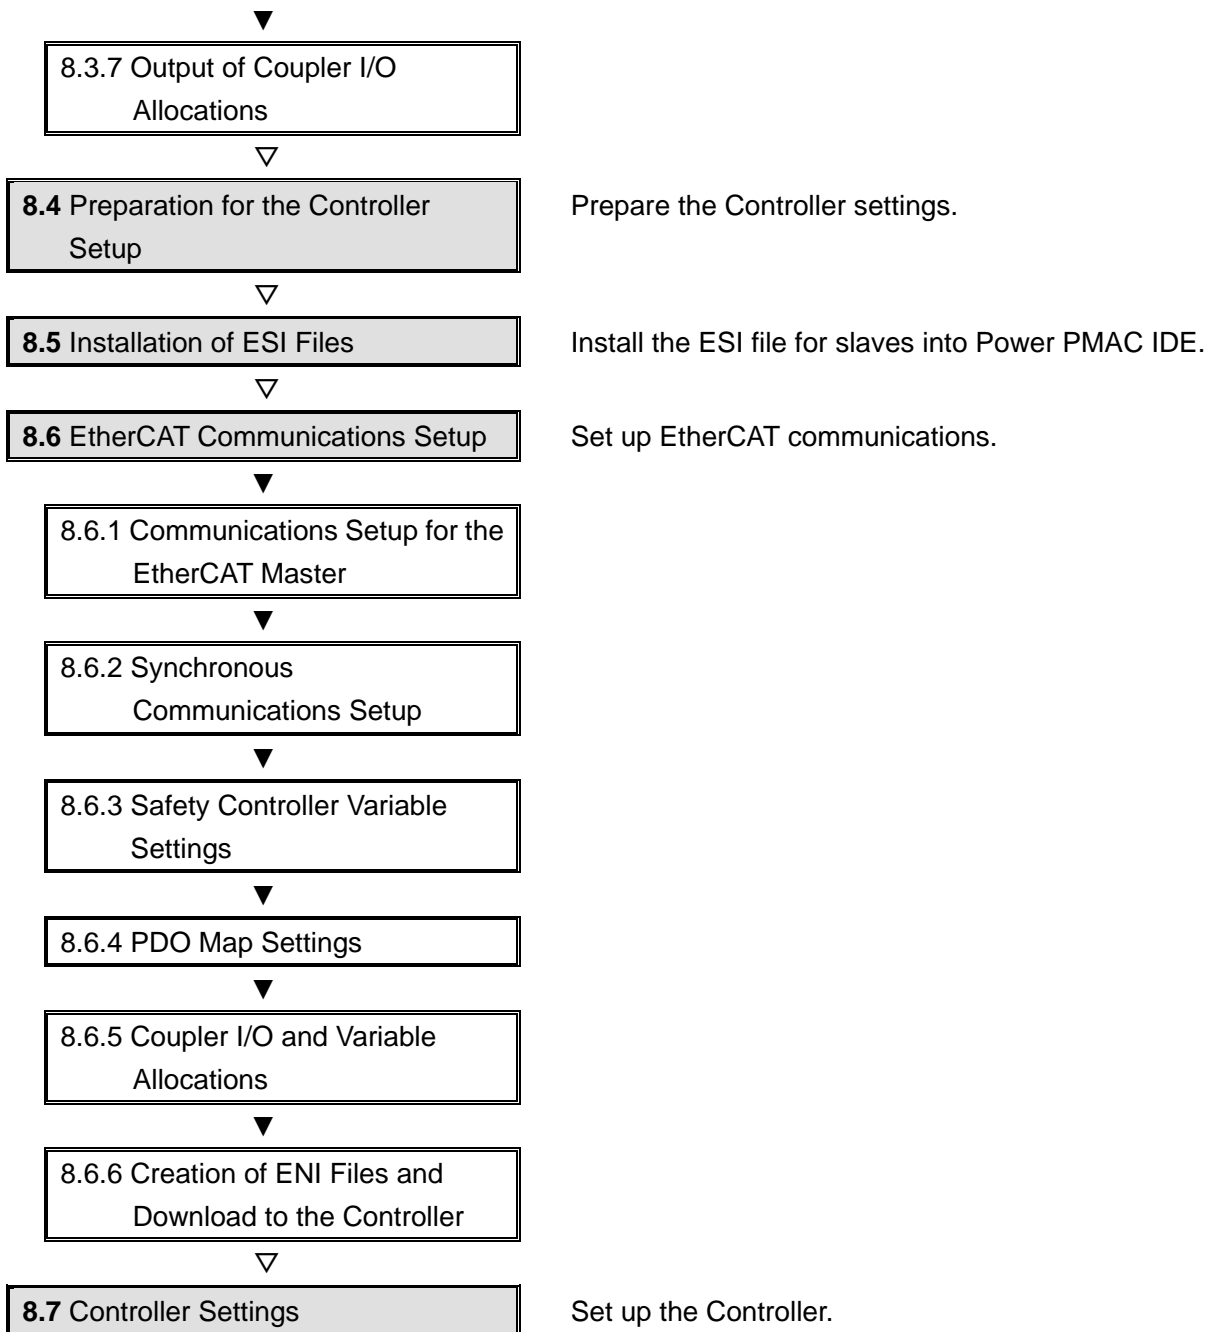 8.3.7 Output of Coupler I/O
Allocations
8.4 Preparation for the Controller
Setup
Prepare the Controller settings.
8.5 Installation of ESI Files
Install the ESI file for slaves into Power PMAC IDE.
8.6 EtherCAT Communications Setup
Set up EtherCAT communications.
8.6.1 Communications Setup for the
EtherCAT Master
8.6.2 Synchronous
Communications Setup
8.6.3 Safety Controller Variable
Settings
8.6.4 PDO Map Settings
8.6.5 Coupler I/O and Variable
Allocations
8.6.6 Creation of ENI Files and
Download to the Controller
8.7 Controller Settings
Set up the Controller.